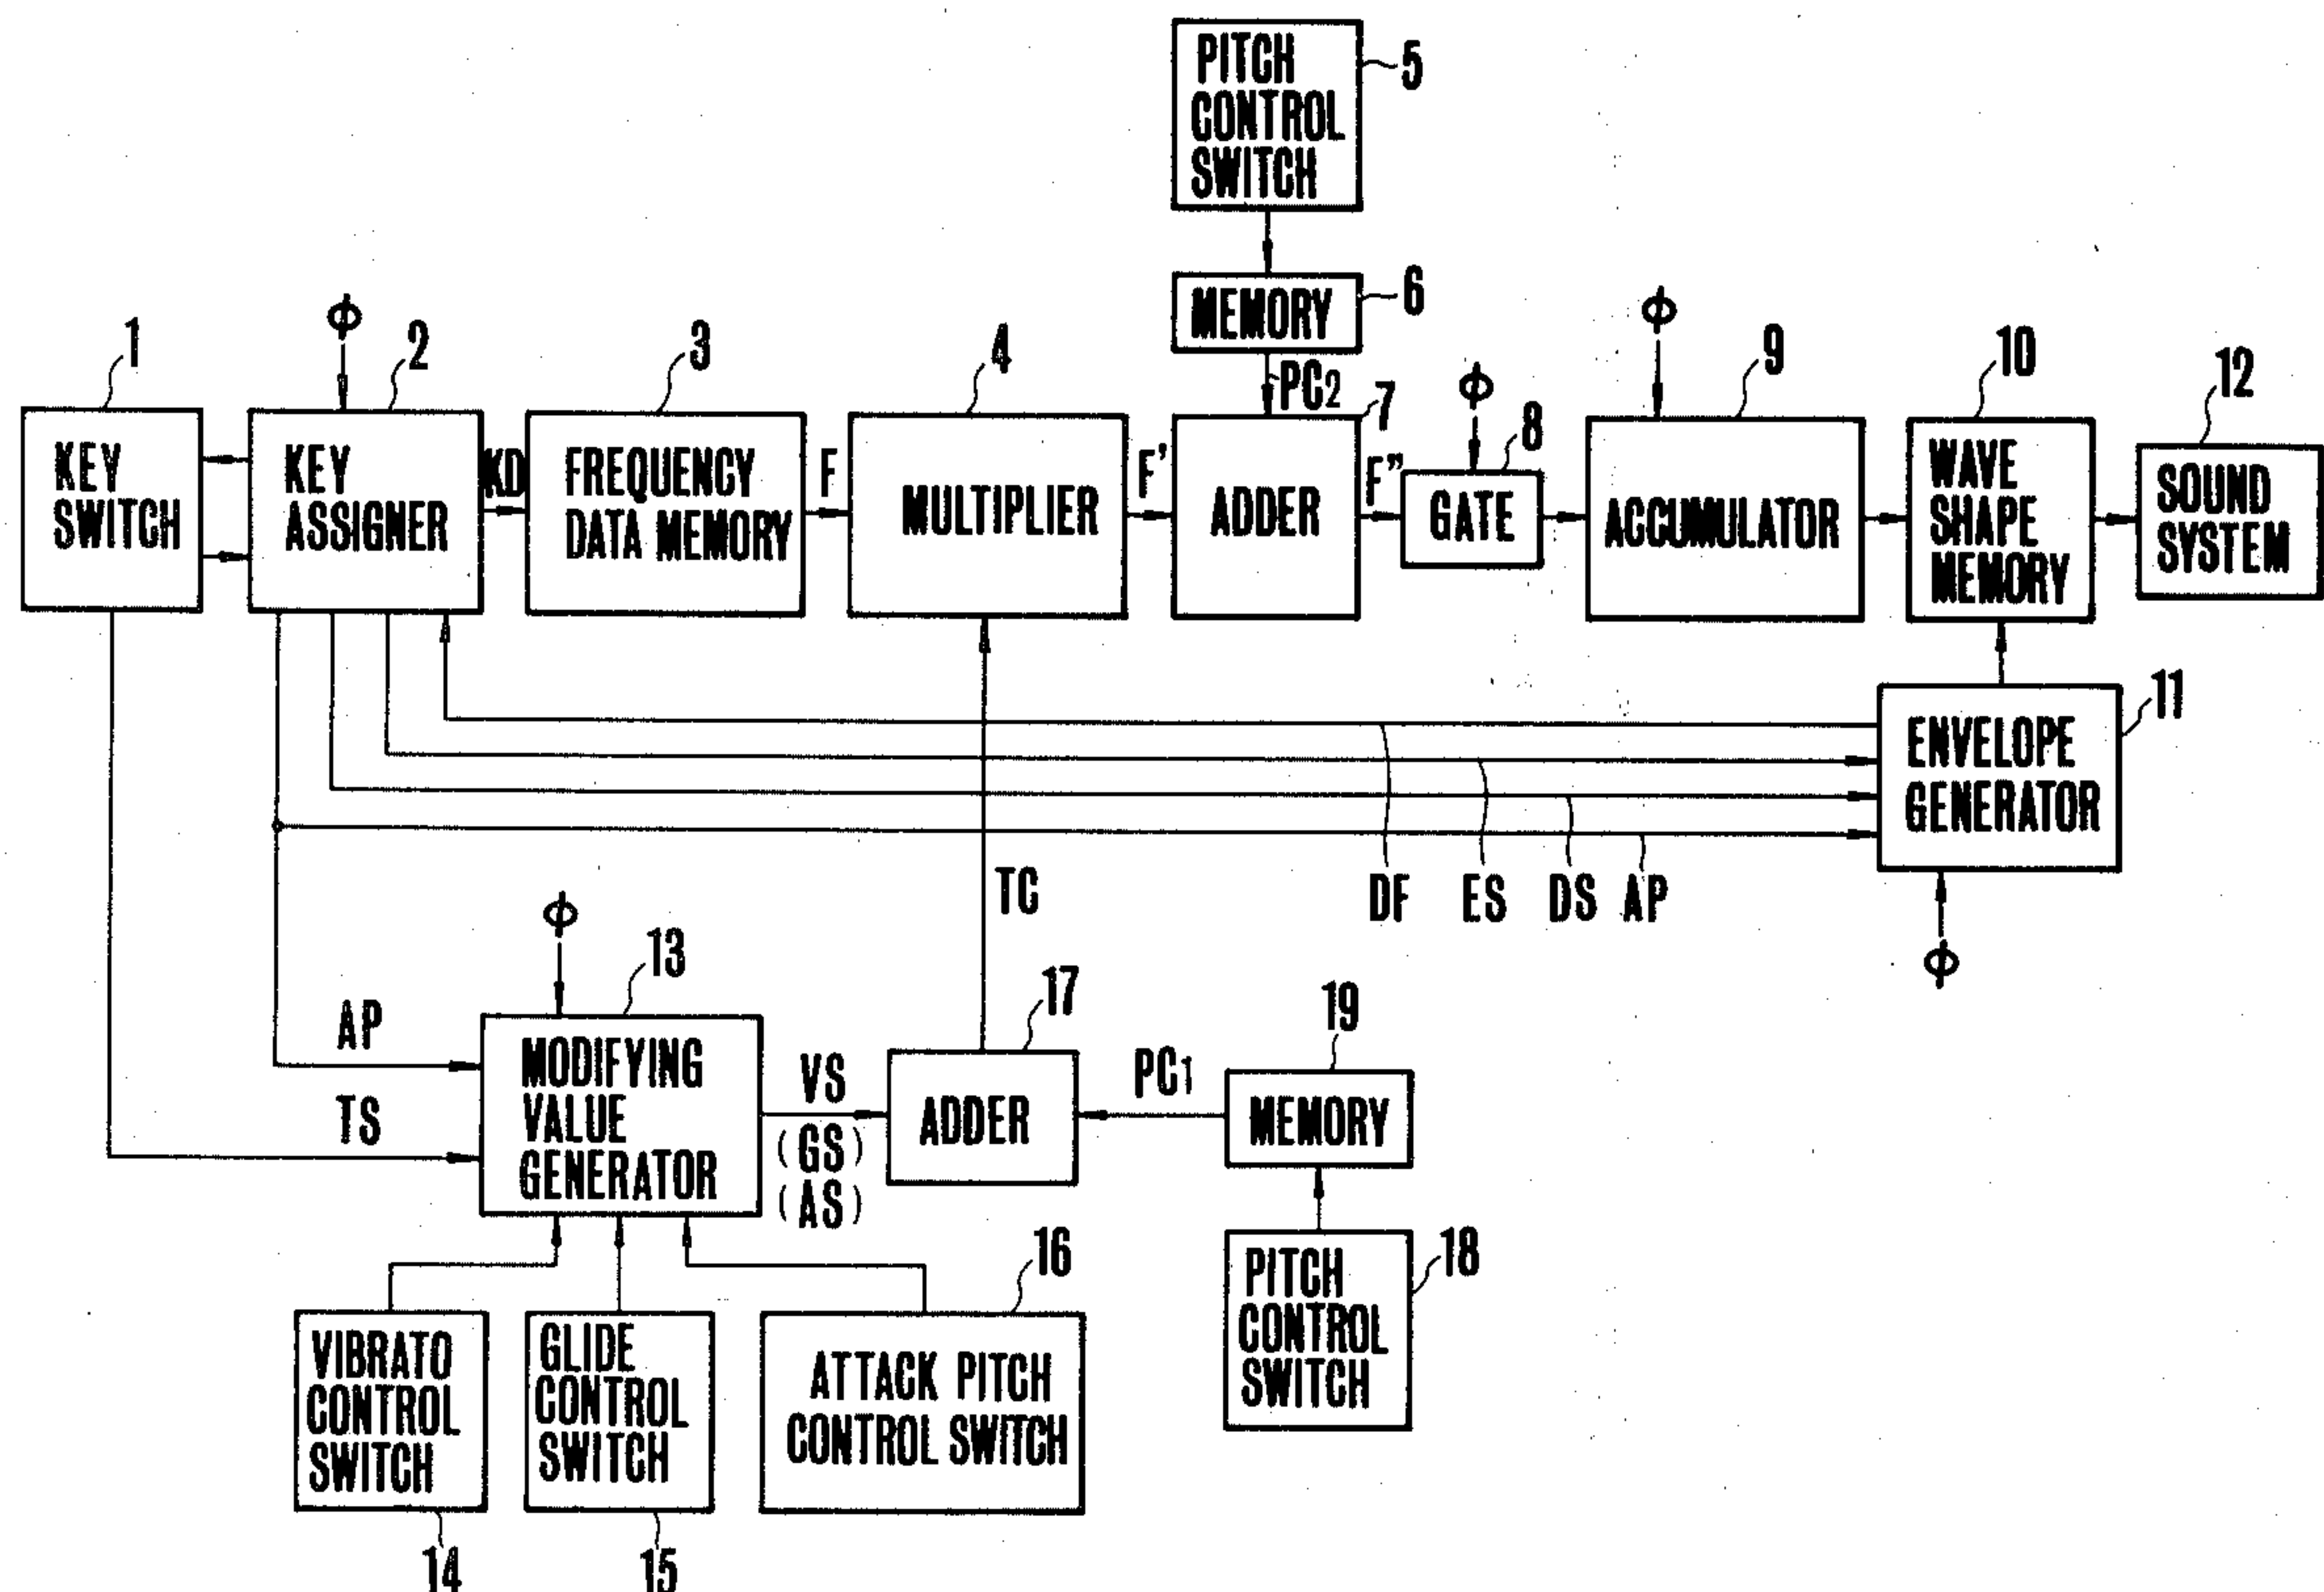 PITCH
CONTROL
SWITCH
5
MEMORY
6
PC2
ϕ
ϕ
ϕ
1
2
3
4
7
8
9
10
12
KEY
SWITCH
KEY
ASSIGNER
KD
FREQUENCY
DATA MEMORY
F
MULTIPLIER
F'
ADDER
F"
GATE
ACCUMULATOR
WAVE
SHAPE
MEMORY
SOUND
SYSTEM
ENVELOPE
GENERATOR
11
DF
ES
DS
AP
ϕ
TC
ϕ
13
17
19
AP
TS
MODIFYING
VALUE
GENERATOR
VS
(GS)
(AS)
ADDER
PC1
MEMORY
16
18
VIBRATO
CONTROL
SWITCH
GLIDE
CONTROL
SWITCH
ATTACK PITCH
CONTROL SWITCH
PITCH
CONTROL
SWITCH
14
15